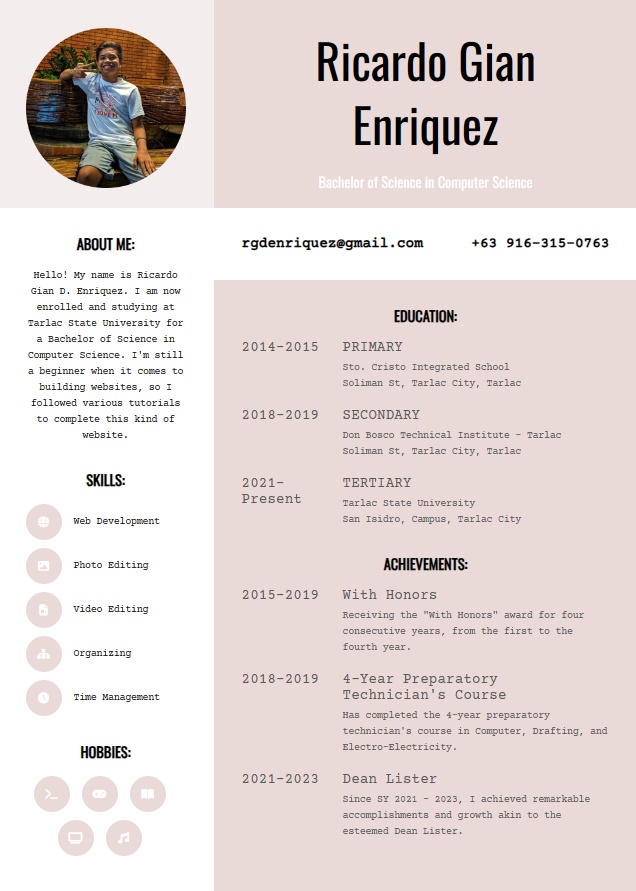 Ricardo Gian
Enriquez
Bachelor of Science in Computer Science
rgdenriquez@gmail.com
+63 916-315-0763
ABOUT ME:
Hello! My name is Ricardo
Gian D. Enriquez. I am now
enrolled and studying at
Tarlac State University for
a Bachelor of Science in
Computer Science. I'm still
a beginner when it comes to
building websites, so I
followed various tutorials
to complete this kind of
website.
SKILLS:
Web Development
Photo Editing
Video Editing
Organizing
Time Management
HOBBIES:
EDUCATION:
2014-2015 PRIMARY
Sto. Cristo Integrated School
Soliman St, Tarlac City, Tarlac
2018-2019 SECONDARY
Don Bosco Technical Institute - Tarlac
Soliman St, Tarlac City, Tarlac
2021-
Present
TERTIARY
Tarlac State University
San Isidro, Campus, Tarlac City
ACHIEVEMENTS:
2015-2019 With Honors
Receiving the "With Honors" award for four
consecutive years, from the first to the
fourth year.
2018-2019 4-Year Preparatory
Technician's Course
Has completed the 4-year preparatory
technician's course in Computer, Drafting, and
Electro-Electricity.
2021-2023 Dean Lister
Since SY 2021 - 2023, I achieved remarkable
accomplishments and growth akin to the
esteemed Dean Lister.